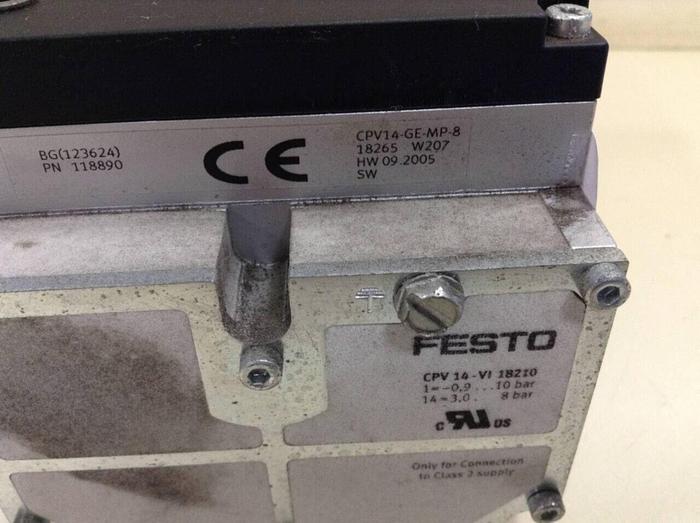 BG(123624)
PN 118890
CE
CPV14-GE-MP-8
18265 W207
HW 09.2005
SW
FESTO
CPV 14-VI 18210
1=-0,9...10 bar
14=3.0.. 8 bar
c RU US
Only for Connection
to Class 2 supply